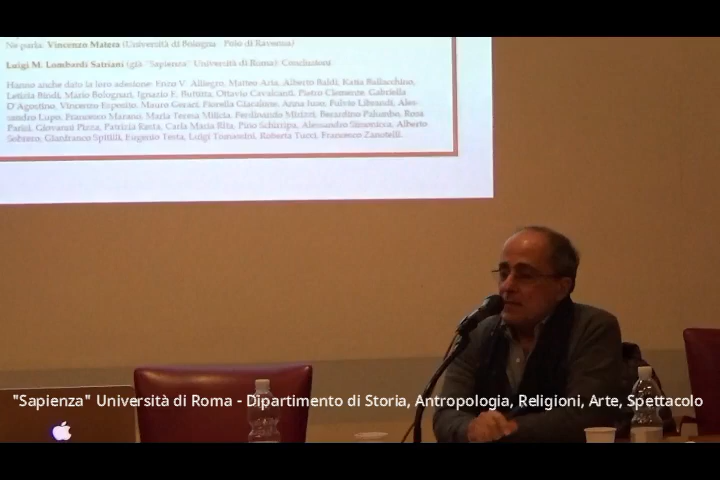 Ne parla: Vincenzo Matera (Università di Bologna - Polo di Ravenna)
Luigi M. Lombardi Satriani (già "Sapienza" Università di Roma): Conclusioni
Hanno anche dato la loro adesione: Enzo V. Alliegro, Matteo Aria, Alberto Baldi, Katia Ballacchino,
Letizia Bindi, Mario Bolognari, Ignazio E. Buttitta, Ottavio Cavalcanti, Pietro Clemente, Gabriella
D'Agostino, Vincenzo Esposito, Mauro Geraci, Fiorella Giacalone, Anna Iuso, Fulvio Librandi, Ales-
sandro Lupo, Francesco Marano, Maria Teresa Milicia, Ferdinando Mirizzi, Berardino Palumbo, Rosa
Parisi, Giovanni Pizza, Patrizia Resta, Carla Maria Rita, Pino Schirripa, Alessandro Simonicca, Alberto
Sobrero, Gianfranco Spitilli, Eugenio Testa, Luigi Tomassini, Roberta Tucci, Francesco Zanotelli.
"Sapienza" Università di Roma - Dipartimento di Storia, Antropologia, Religioni, Arte, Spettacolo